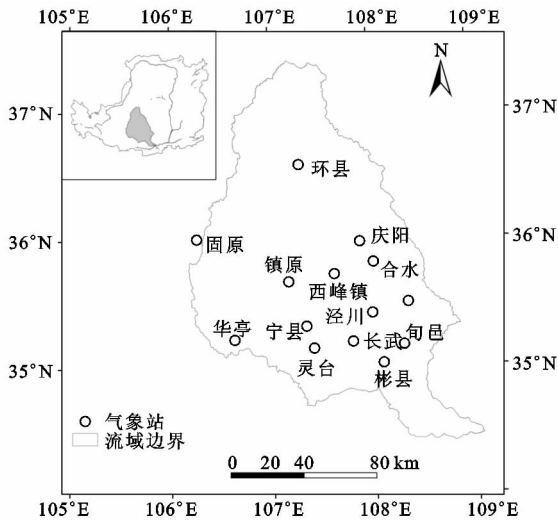 105°E 106°E 107°E 108°E 109°E
N
37°N 37°N
环县
36°N 36°N
固原
庆阳
镇原
合水
西峰镇
泾川
华亭
宁县
长武
旬邑
35°N 35°N
灵台
彬县
气象站
流域边界
0 20 40 80 km
105°E 106°E 107°E 108°E 109°E